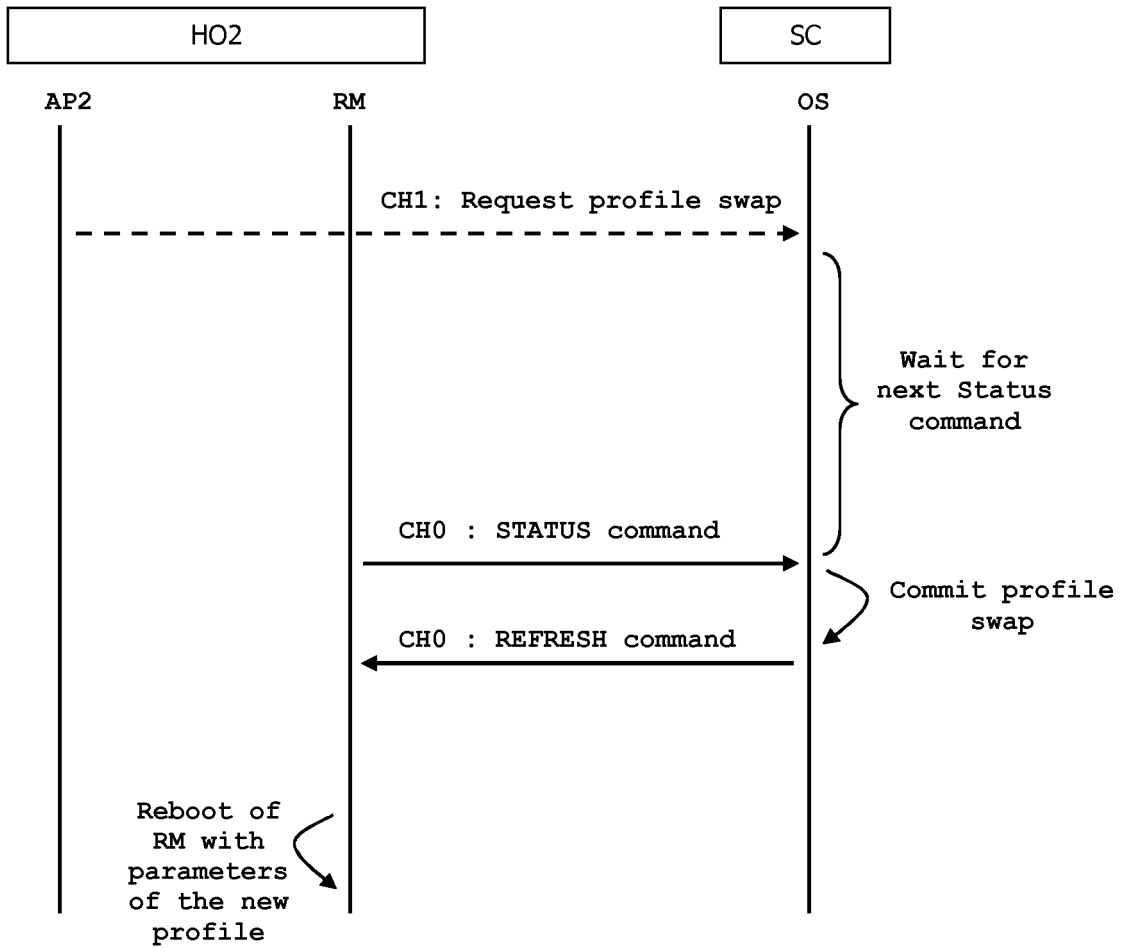 HO2
SC
AP2
RM
OS
CH1: Request profile swap
Wait for
next Status
command
CH0 : STATUS command
Commit profile
swap
CH0 : REFRESH command
Reboot of
RM with
parameters
of the new
profile